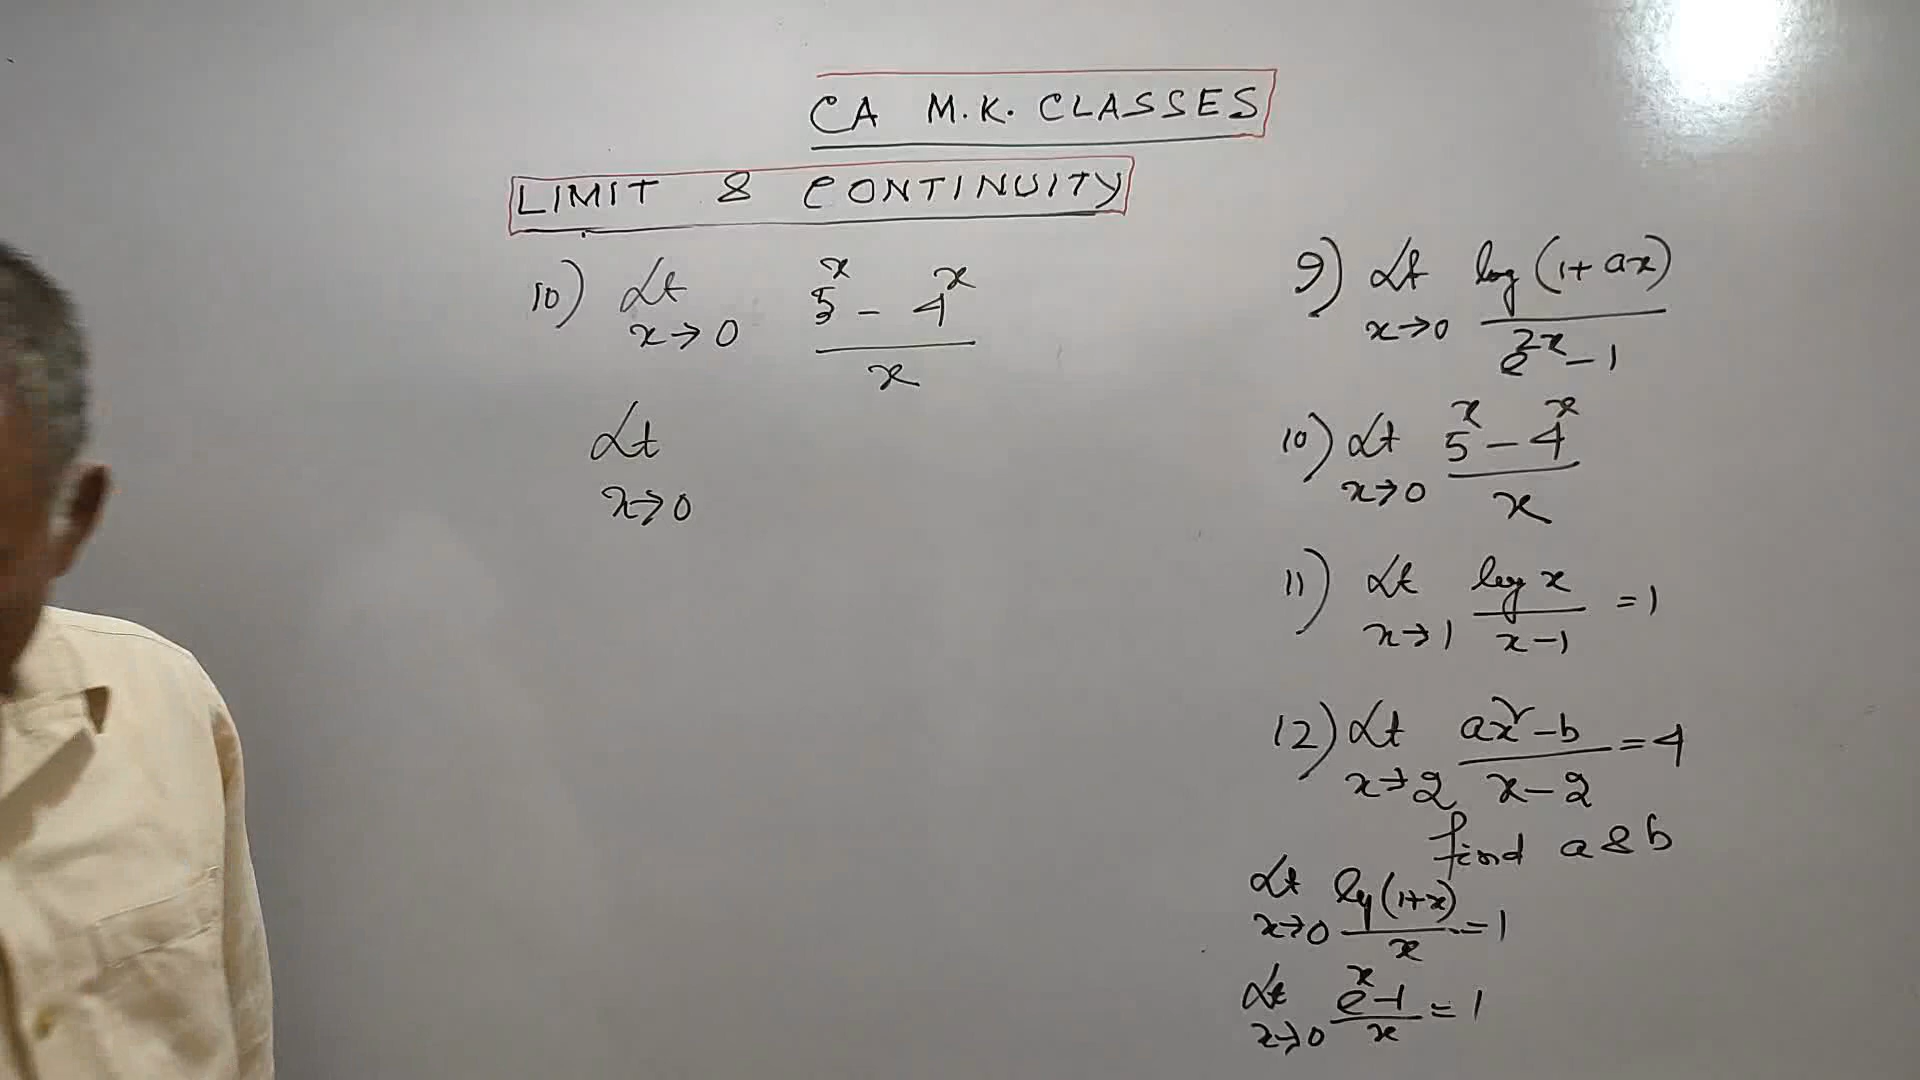 CA M.K. CLASSES
LIMIT & CONTINUITY
10) Lt x→0 (5^x - 4^x)/x
Lt x→0
9) Lt x→0 log(1+ax)/(e^2x - 1)
10) Lt x→0 (5^x - 4^x)/x
11) Lt x→1 log x/(x-1) = 1
12) Lt x→2 (ax² - b)/(x-2) = 4
find a & b
Lt x→0 log(1+x)/x = 1
Lt x→0 (e^x - 1)/x = 1